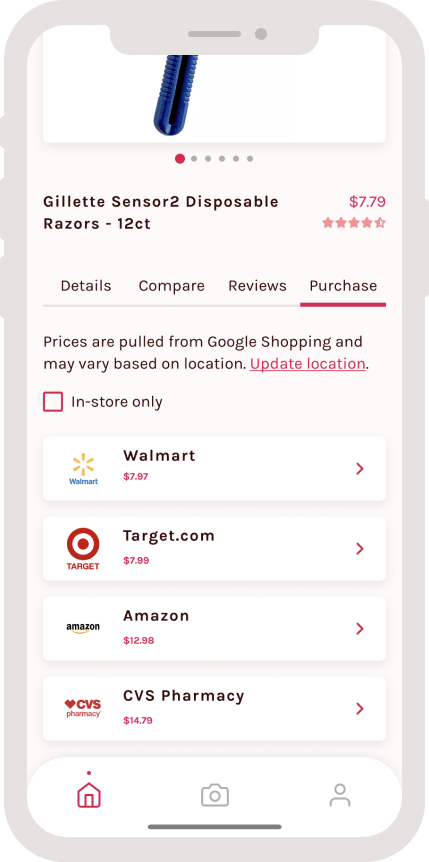 Gillette Sensor2 Disposable
Razors - 12ct
$7.79
Details Compare Reviews Purchase
Prices are pulled from Google Shopping and
may vary based on location. Update location.
In-store only
Walmart
Walmart
$7.97
TARGET
Target.com
$7.99
amazon
Amazon
$12.98
CVS
pharmacy
CVS Pharmacy
$14.79